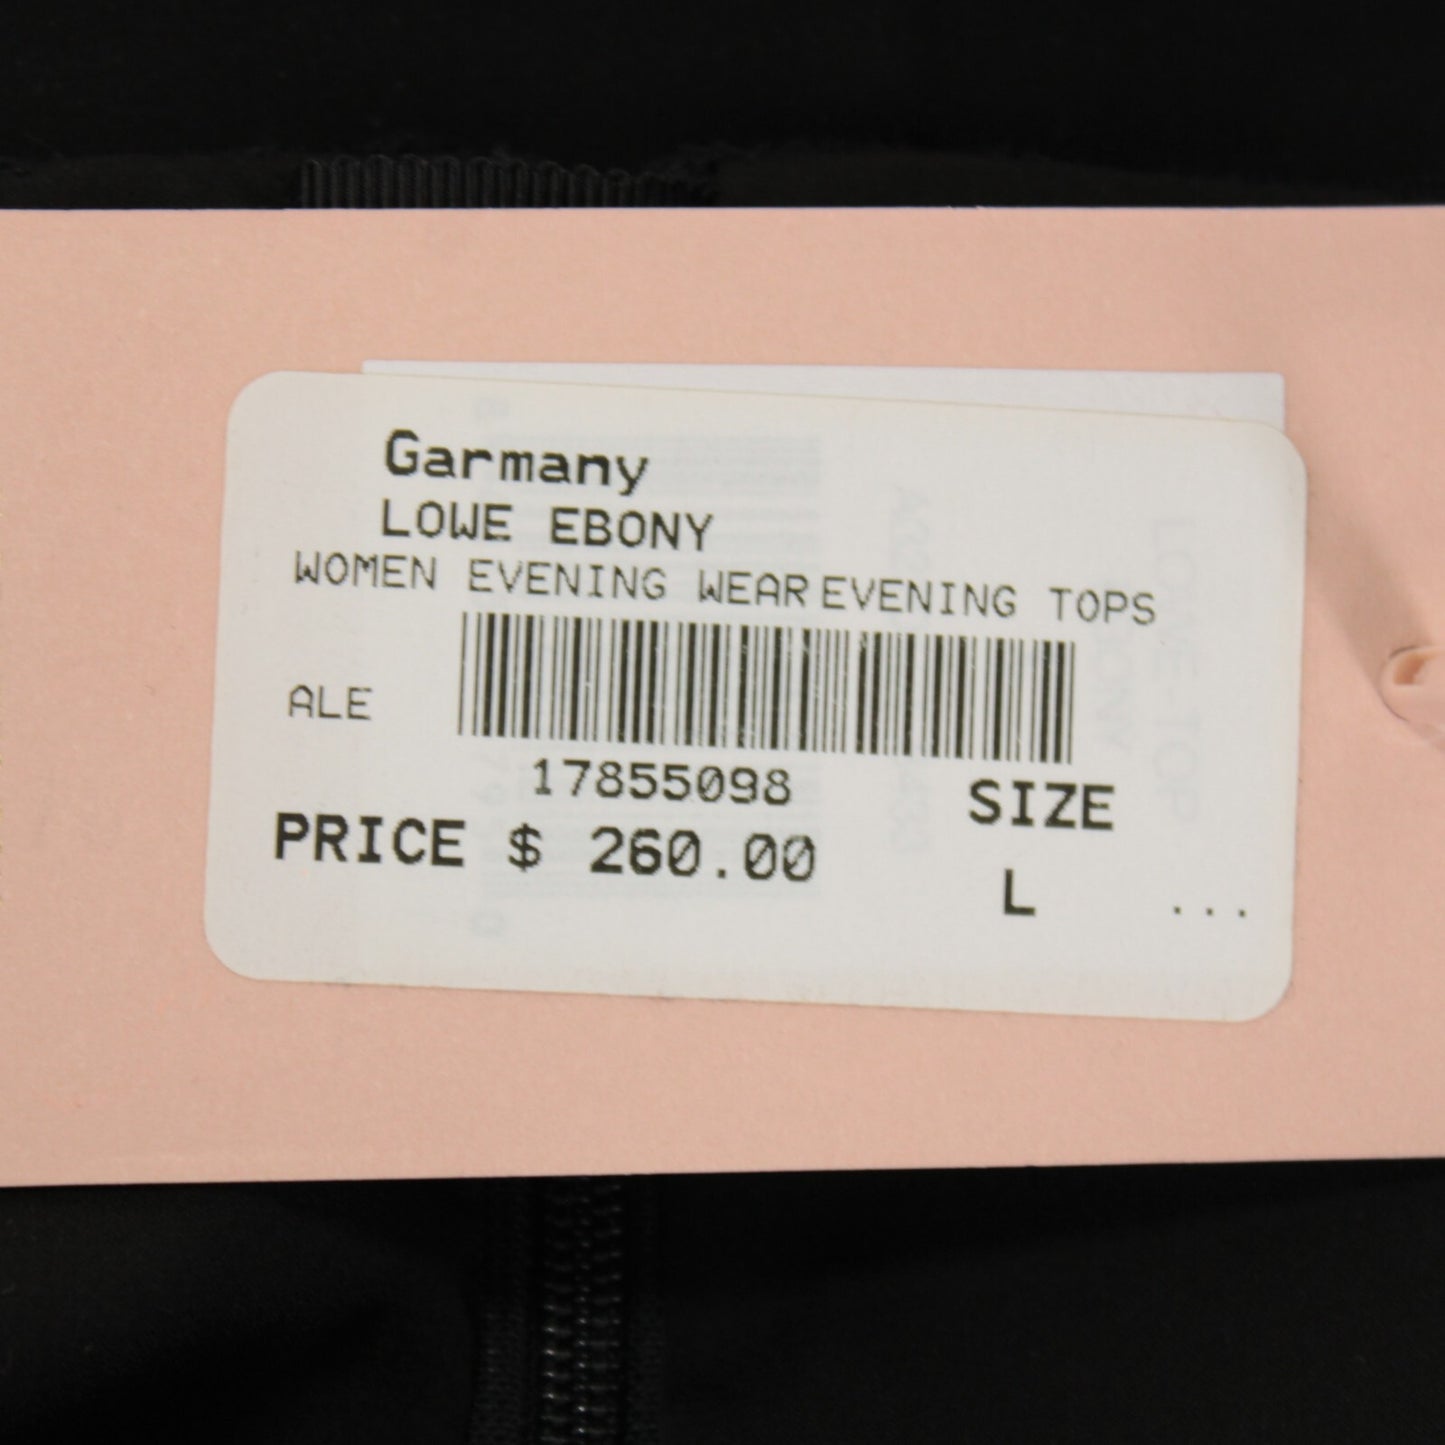 Garmany
LOWE EBONY
WOMEN EVENING WEAR EVENING TOPS
ALE
17855098
SIZE
PRICE $ 260.00
L ...